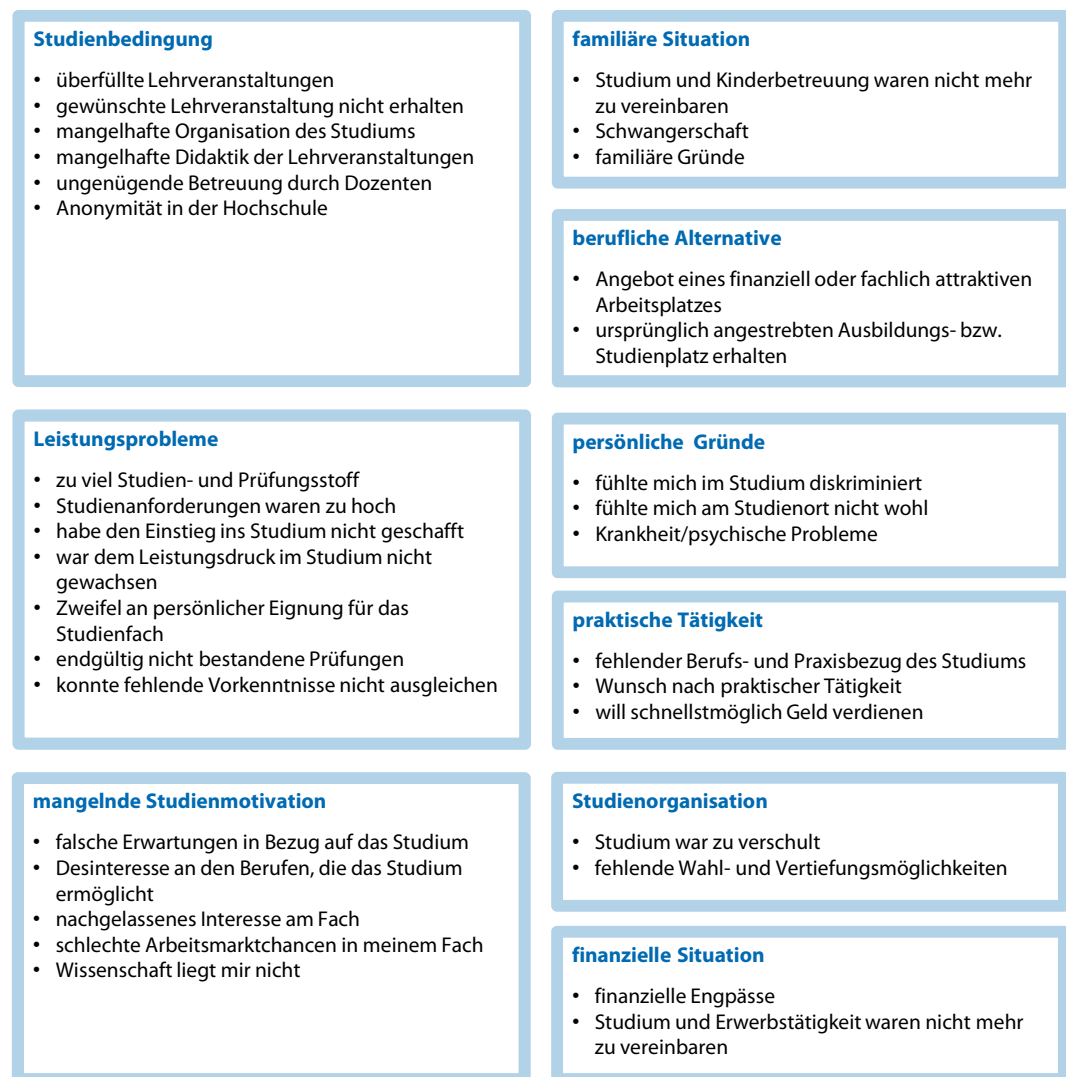 Studienbedingung
• überfüllte Lehrveranstaltungen
• gewünschte Lehrveranstaltung nicht erhalten
• mangelhafte Organisation des Studiums
• mangelhafte Didaktik der Lehrveranstaltungen
• ungenügende Betreuung durch Dozenten
• Anonymität in der Hochschule
familiäre Situation
• Studium und Kinderbetreuung waren nicht mehr
zu vereinbaren
• Schwangerschaft
• familiäre Gründe
berufliche Alternative
• Angebot eines finanziell oder fachlich attraktiven
Arbeitsplatzes
• ursprünglich angestrebten Ausbildungs- bzw.
Studienplatz erhalten
Leistungsprobleme
• zu viel Studien- und Prüfungsstoff
• Studienanforderungen waren zu hoch
• habe den Einstieg ins Studium nicht geschafft
• war dem Leistungsdruck im Studium nicht
gewachsen
• Zweifel an persönlicher Eignung für das
Studienfach
• endgültig nicht bestandene Prüfungen
• konnte fehlende Vorkenntnisse nicht ausgleichen
persönliche Gründe
• fühlte mich im Studium diskriminiert
• fühlte mich am Studienort nicht wohl
• Krankheit/psychische Probleme
praktische Tätigkeit
• fehlender Berufs- und Praxisbezug des Studiums
• Wunsch nach praktischer Tätigkeit
• will schnellstmöglich Geld verdienen
mangelnde Studienmotivation
• falsche Erwartungen in Bezug auf das Studium
• Desinteresse an den Berufen, die das Studium
ermöglicht
• nachgelassenes Interesse am Fach
• schlechte Arbeitsmarktchancen in meinem Fach
• Wissenschaft liegt mir nicht
Studienorganisation
• Studium war zu verschult
• fehlende Wahl- und Vertiefungsmöglichkeiten
finanzielle Situation
• finanzielle Engpässe
• Studium und Erwerbstätigkeit waren nicht mehr
zu vereinbaren